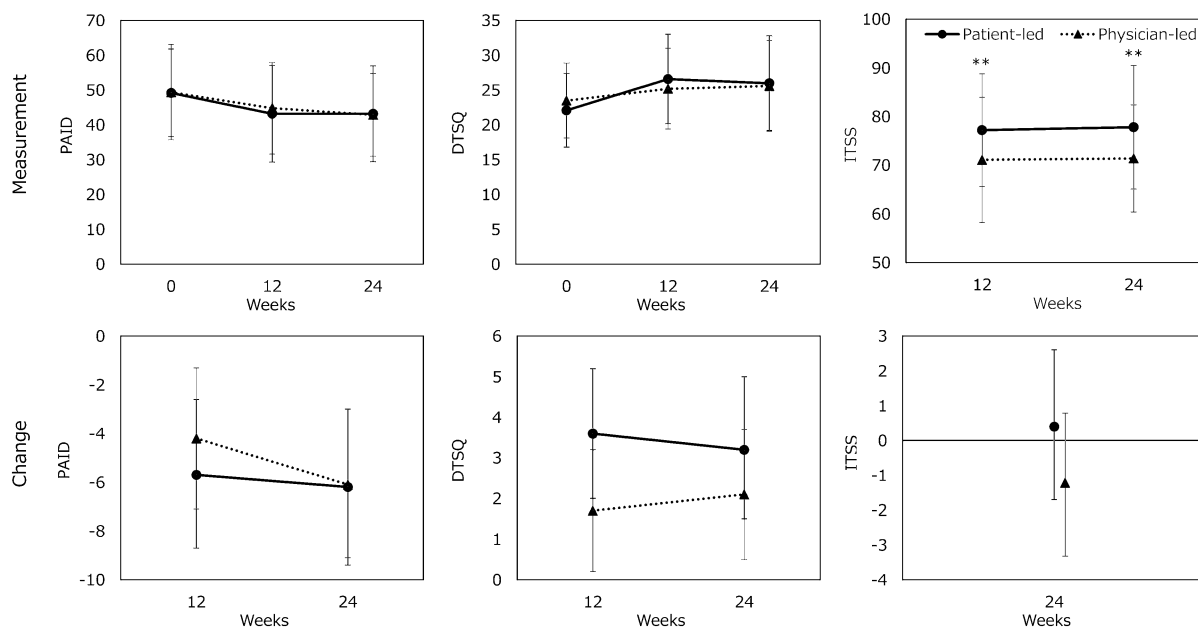 Measurement
PAID
70
60
50
40
30
20
10
0
0 12 24
Weeks
DTSQ
35
30
25
20
15
10
5
0
0 12 24
Weeks
ITSS
100
90
80
70
60
50
Patient-led Physician-led
** **
12 24
Weeks
Change
PAID
0
-2
-4
-6
-8
-10
12 24
Weeks
DTSQ
6
5
4
3
2
1
0
12 24
Weeks
ITSS
3
2
1
0
-1
-2
-3
-4
24
Weeks